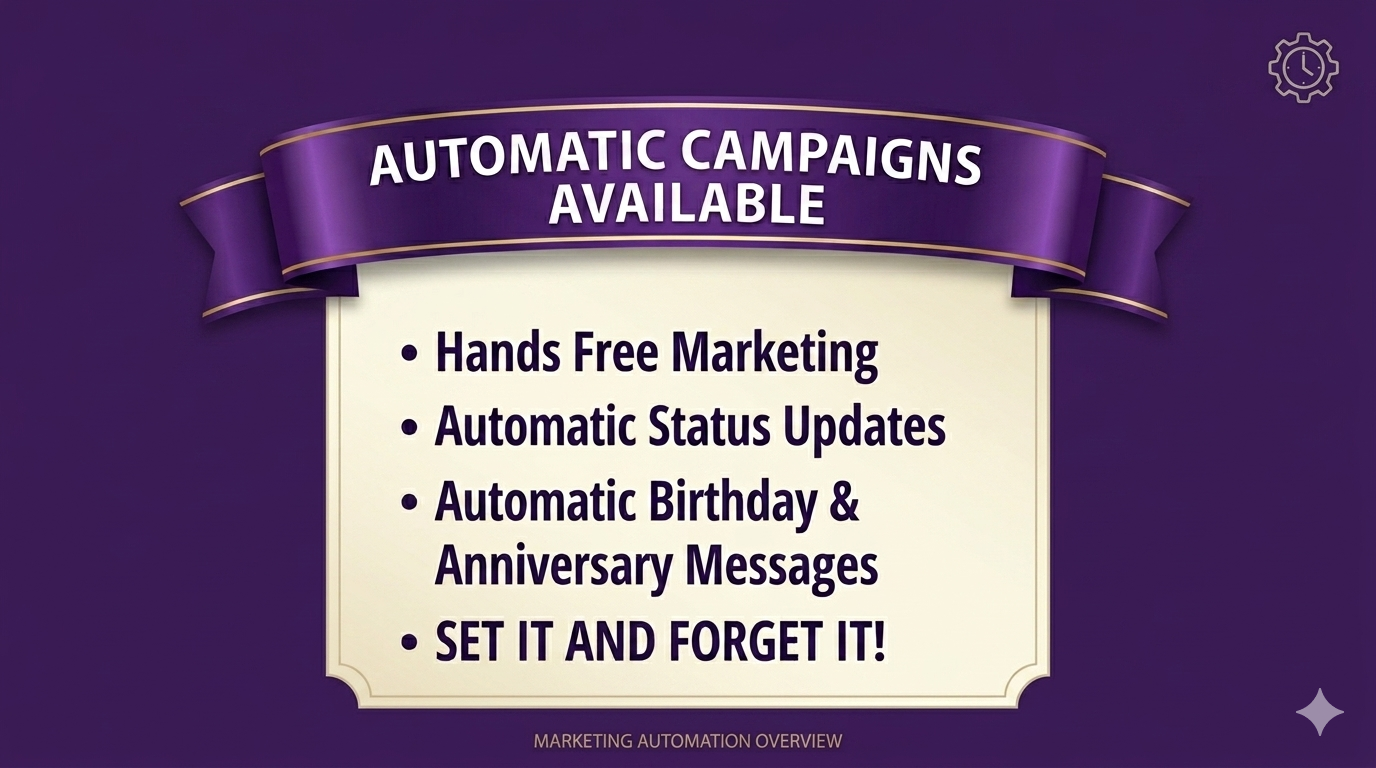 AUTOMATIC CAMPAIGNS
AVAILABLE
• Hands Free Marketing
• Automatic Status Updates
• Automatic Birthday &
Anniversary Messages
• SET IT AND FORGET IT!
MARKETING AUTOMATION OVERVIEW